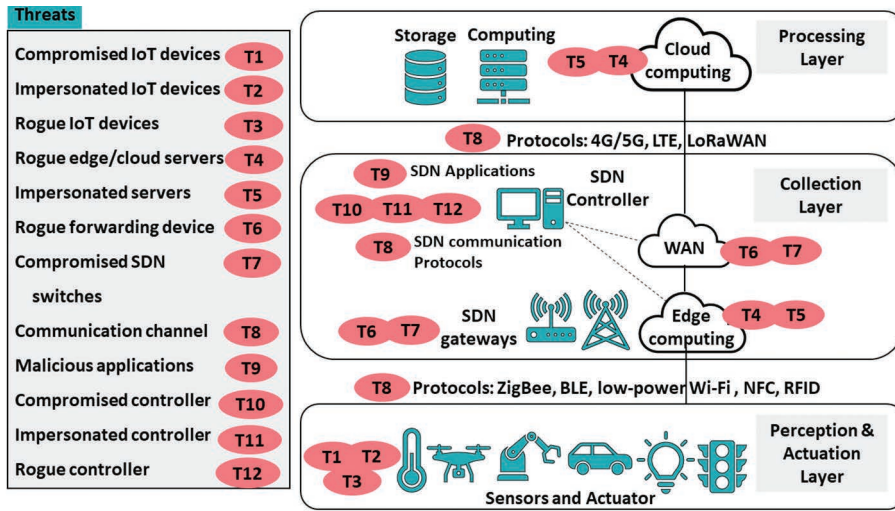 Threats
Compromised IoT devices T1
Impersonated IoT devices T2
Rogue IoT devices T3
Rogue edge/cloud servers T4
Impersonated servers T5
Rogue forwarding device T6
Compromised SDN T7
switches
Communication channel T8
Malicious applications T9
Compromised controller T10
Impersonated controller T11
Rogue controller T12
Storage Computing
T5 T4
Cloud
computing
Processing
Layer
T8 Protocols: 4G/5G, LTE, LoRaWAN
T9 SDN Applications
T10 T11 T12
SDN
Controller
Collection
Layer
T8 SDN communication
Protocols
WAN
T6 T7
T6 T7
SDN
gateways
Edge
computing
T4 T5
T8 Protocols: ZigBee, BLE, low-power Wi-Fi , NFC, RFID
T1 T2
T3
Sensors and Actuator
Perception &
Actuation
Layer